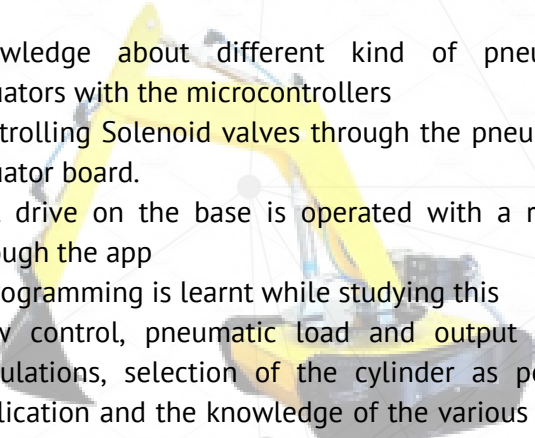 wledge about different kind of pneu
uators with the microcontrollers
trolling Solenoid valves through the pneu
uator board.
drive on the base is operated with a r
ough the app
ogramming is learnt while studying this
w control, pneumatic load and output
ulations, selection of the cylinder as pe
lication and the knowledge of the various